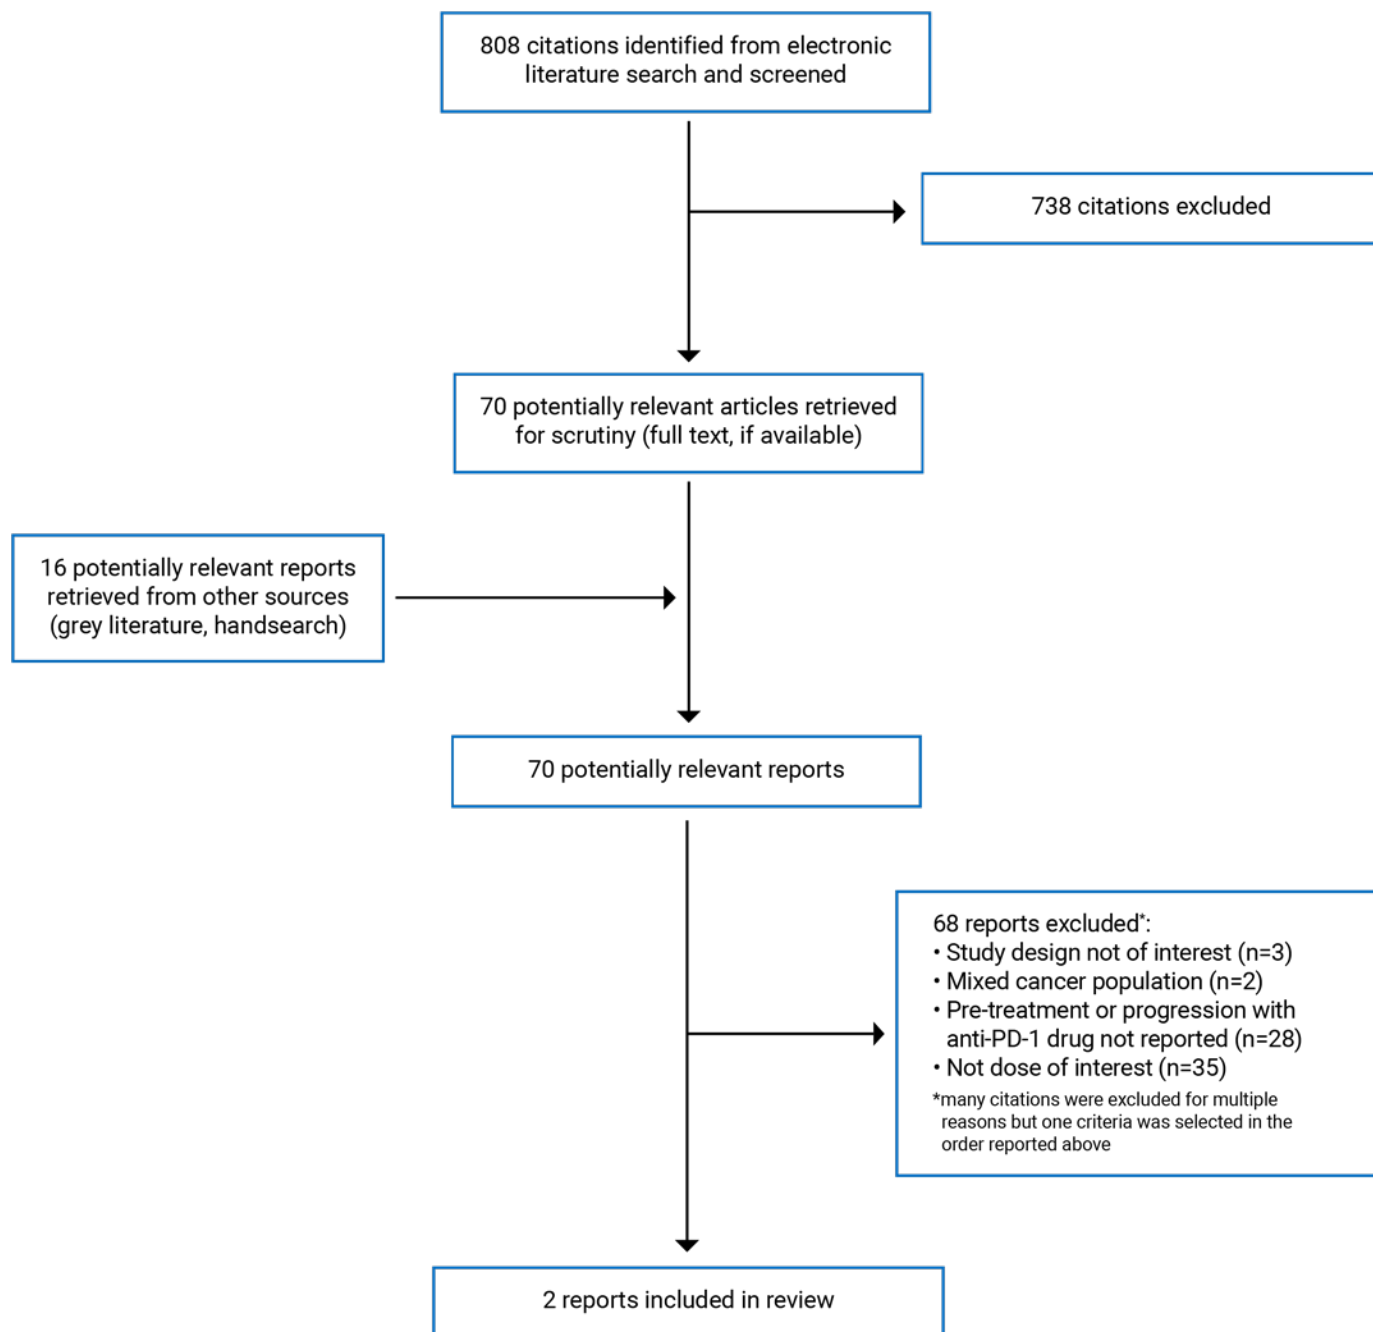 808 citations identified from electronic
literature search and screened
738 citations excluded
70 potentially relevant articles retrieved
for scrutiny (full text, if available)
16 potentially relevant reports
retrieved from other sources
(grey literature, handsearch)
70 potentially relevant reports
68 reports excluded*:
• Study design not of interest (n=3)
• Mixed cancer population (n=2)
• Pre-treatment or progression with
anti-PD-1 drug not reported (n=28)
• Not dose of interest (n=35)
*many citations were excluded for multiple
reasons but one criteria was selected in the
order reported above
2 reports included in review